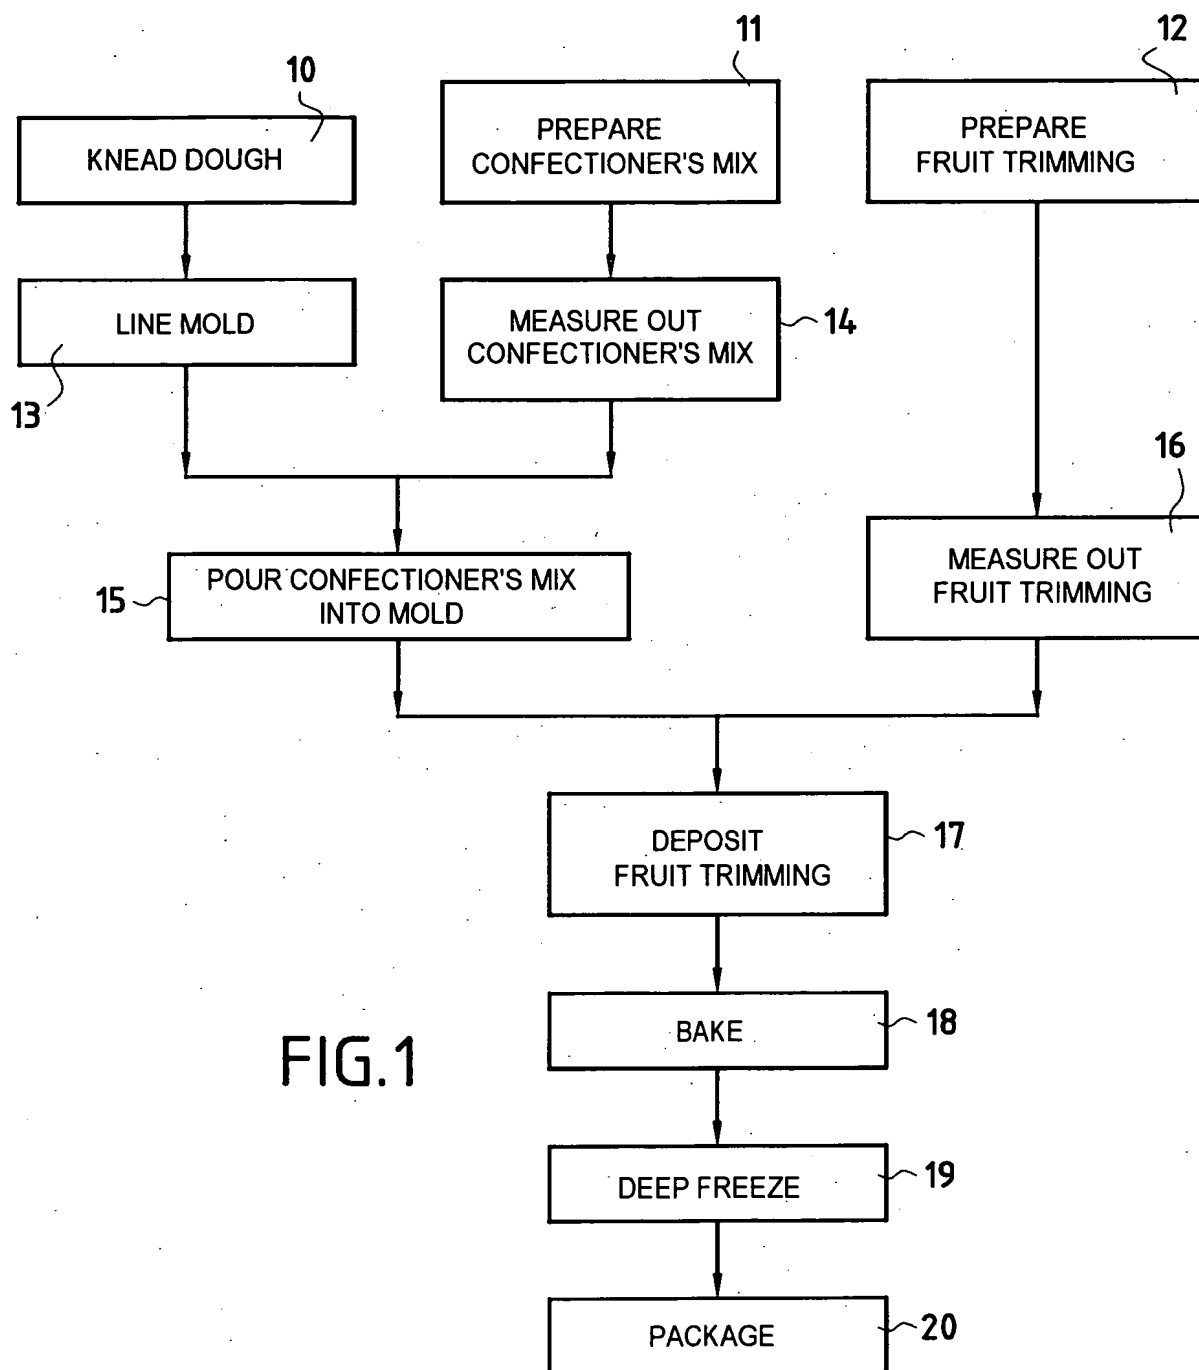 11
12
10
PREPARE
CONFECTIONER'S MIX
PREPARE
FRUIT TRIMMING
KNEAD DOUGH
LINE MOLD
MEASURE OUT
CONFECTIONER'S MIX
14
13
16
MEASURE OUT
FRUIT TRIMMING
15
POUR CONFECTIONER'S MIX
INTO MOLD
DEPOSIT
FRUIT TRIMMING
17
BAKE
18
FIG.1
DEEP FREEZE
19
PACKAGE
20